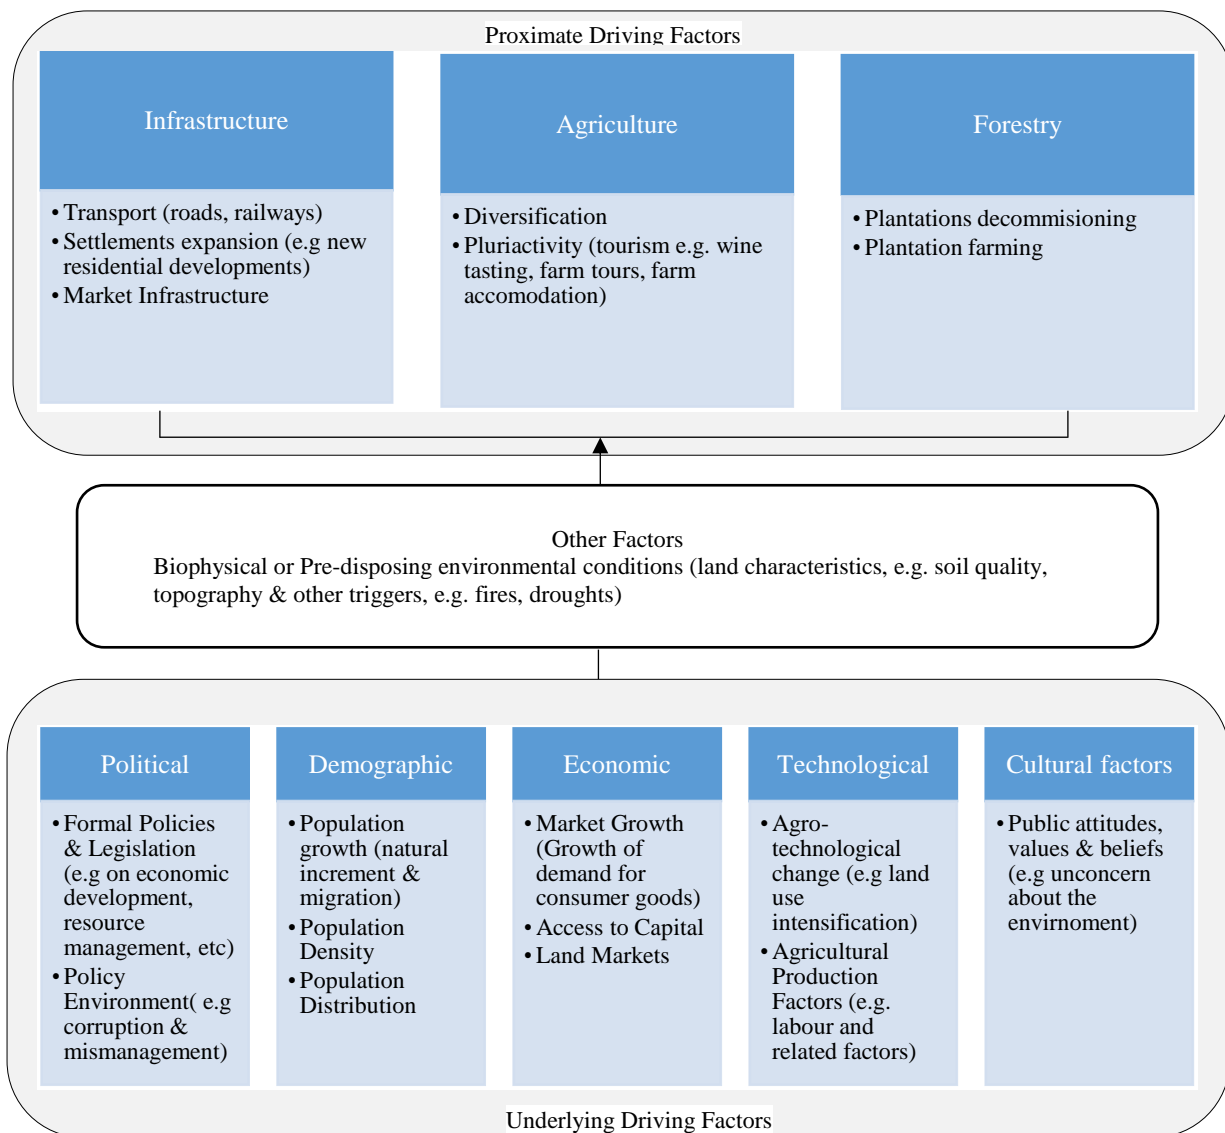 Proximate Driving Factors
Infrastructure
• Transport (roads, railways)
• Settlements expansion (e.g new
residential developments)
• Market Infrastructure
Agriculture
• Diversification
• Pluriactivity (tourism e.g. wine
tasting, farm tours, farm
accomodation)
Forestry
• Plantations decommisioning
• Plantation farming
Other Factors
Biophysical or Pre-disposing environmental conditions (land characteristics, e.g. soil quality,
topography & other triggers, e.g. fires, droughts)
Political
• Formal Policies
& Legislation
(e.g on economic
development,
resource
management, etc)
• Policy
Environment( e.g
corruption &
mismanagement)
Demographic
• Population
growth (natural
increment &
migration)
• Population
Density
• Population
Distribution
Economic
• Market Growth
(Growth of
demand for
consumer goods)
• Access to Capital
• Land Markets
Technological
• Agro-
technological
change (e.g land
use
intensification)
• Agricultural
Production
Factors (e.g.
labour and
related factors)
Cultural factors
• Public attitudes,
values & beliefs
(e.g unconcern
about the
envirnoment)
Underlying Driving Factors